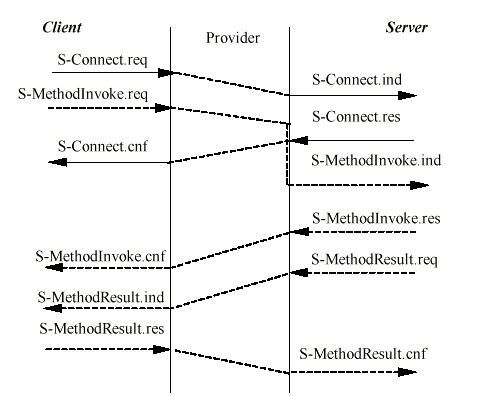 Client
Provider
Server
S-Connect.req
S-Connect.ind
S-MethodInvoke.req
S-Connect.res
S-Connect.cnf
S-MethodInvoke.ind
S-MethodInvoke.res
S-MethodInvoke.cnf
S-MethodResult.req
S-MethodResult.ind
S-MethodResult.res
S-MethodResult.cnf